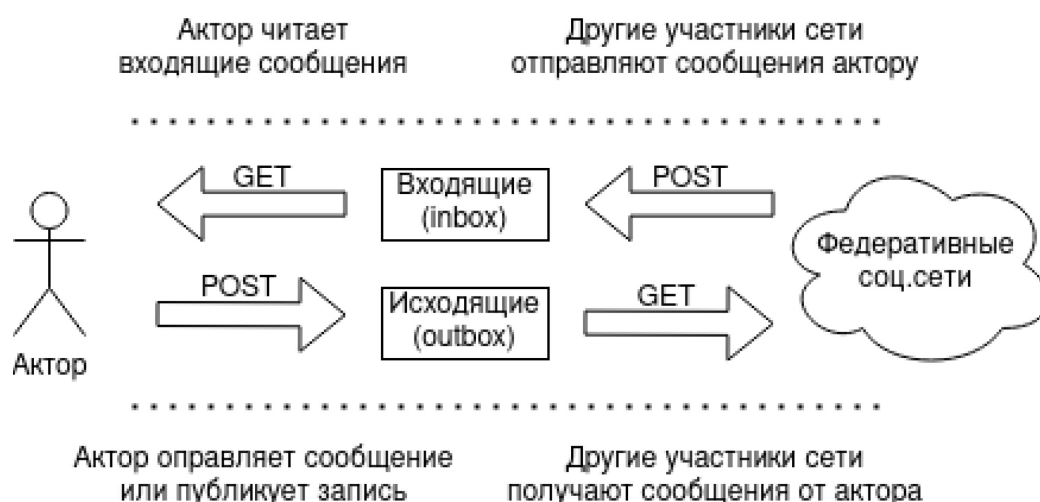 Актор читает
входящие сообщения
Другие участники сети
отправляют сообщения актору
GET
Входящие
(inbox)
POST
Федеративные
соц.сети
POST
Исходящие
(outbox)
GET
Актор
Актор оправляет сообщение
или публикует запись
Другие участники сети
получают сообщения от актора